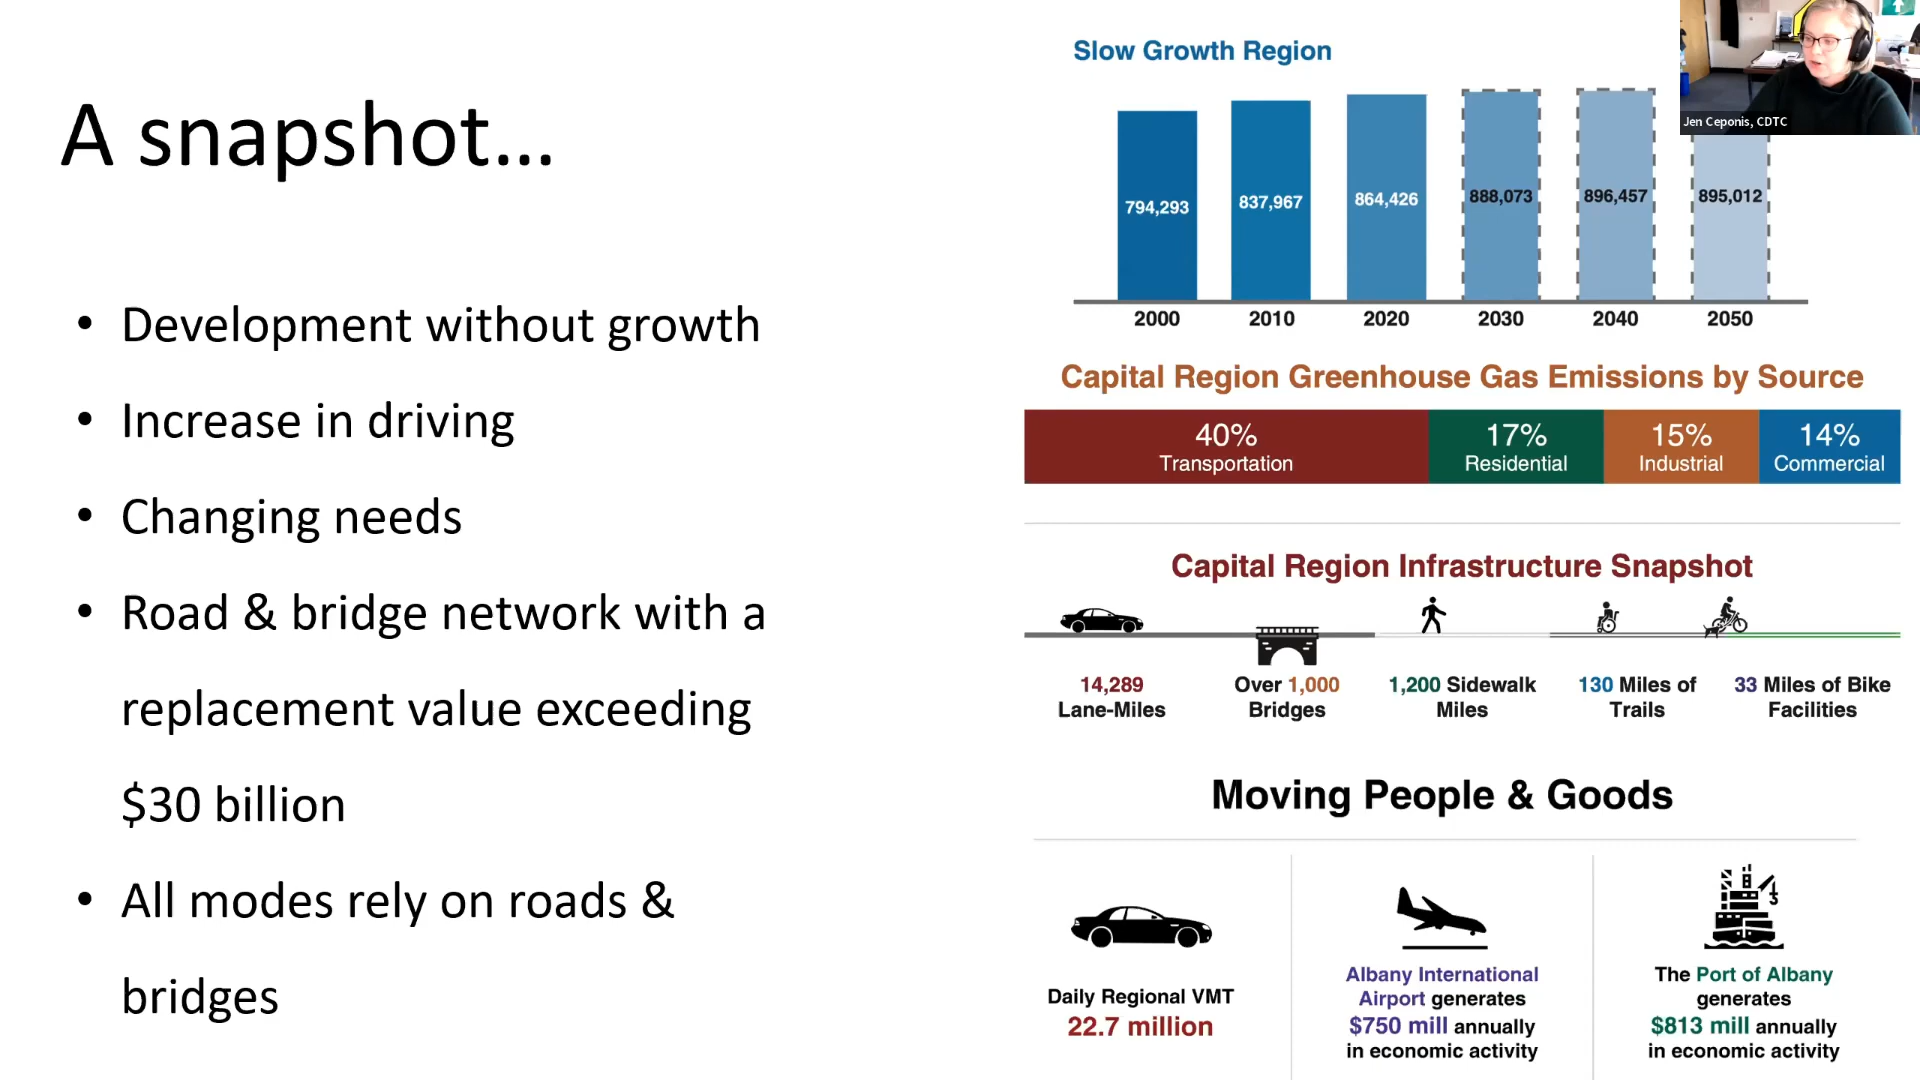 A snapshot...
• Development without growth
• Increase in driving
• Changing needs
• Road & bridge network with a
replacement value exceeding
$30 billion
• All modes rely on roads &
bridges
Slow Growth Region
794,293
837,967
864,426
888,073
896,457
895,012
2000
2010
2020
2030
2040
2050
Capital Region Greenhouse Gas Emissions by Source
40%
Transportation
17%
Residential
15%
Industrial
14%
Commercial
Capital Region Infrastructure Snapshot
14,289
Lane-Miles
Over 1,000
Bridges
1,200 Sidewalk
Miles
130 Miles of
Trails
33 Miles of Bike
Facilities
Moving People & Goods
Daily Regional VMT
22.7 million
Albany International
Airport generates
$750 mill annually
in economic activity
The Port of Albany
generates
$813 mill annually
in economic activity
Jen Ceponis, CDTC